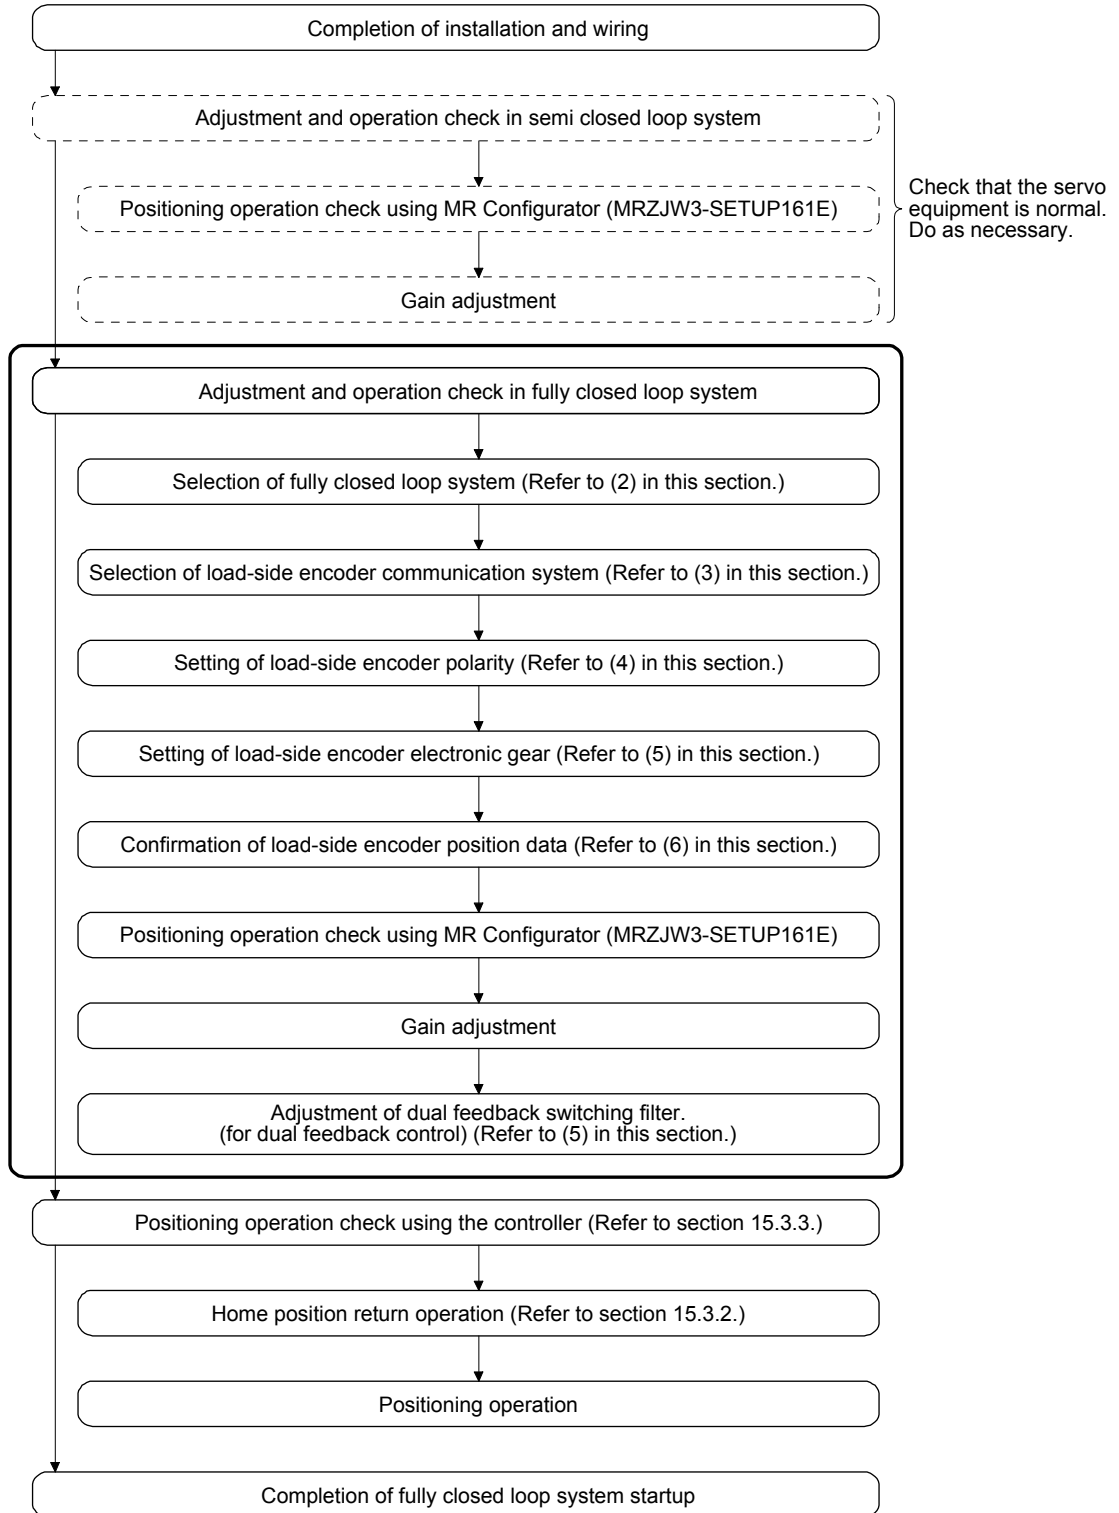 Completion of installation and wiring
Adjustment and operation check in semi closed loop system
Positioning operation check using MR Configurator (MRZJW3-SETUP161E)
Gain adjustment
Check that the servo
equipment is normal.
Do as necessary.
Adjustment and operation check in fully closed loop system
Selection of fully closed loop system (Refer to (2) in this section.)
Selection of load-side encoder communication system (Refer to (3) in this section.)
Setting of load-side encoder polarity (Refer to (4) in this section.)
Setting of load-side encoder electronic gear (Refer to (5) in this section.)
Confirmation of load-side encoder position data (Refer to (6) in this section.)
Positioning operation check using MR Configurator (MRZJW3-SETUP161E)
Gain adjustment
Adjustment of dual feedback switching filter.
(for dual feedback control) (Refer to (5) in this section.)
Positioning operation check using the controller (Refer to section 15.3.3.)
Home position return operation (Refer to section 15.3.2.)
Positioning operation
Completion of fully closed loop system startup